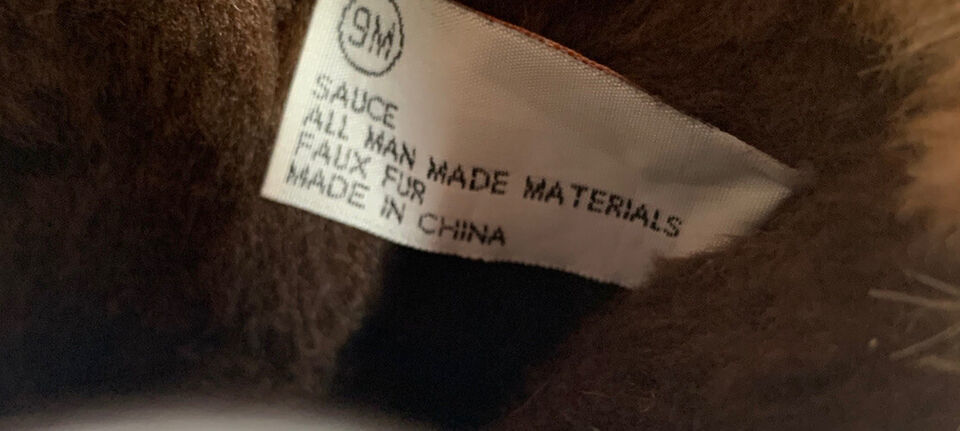 9M
SAUCE
ALL MAN MADE MATERIALS
FAUX FUR
MADE IN CHINA